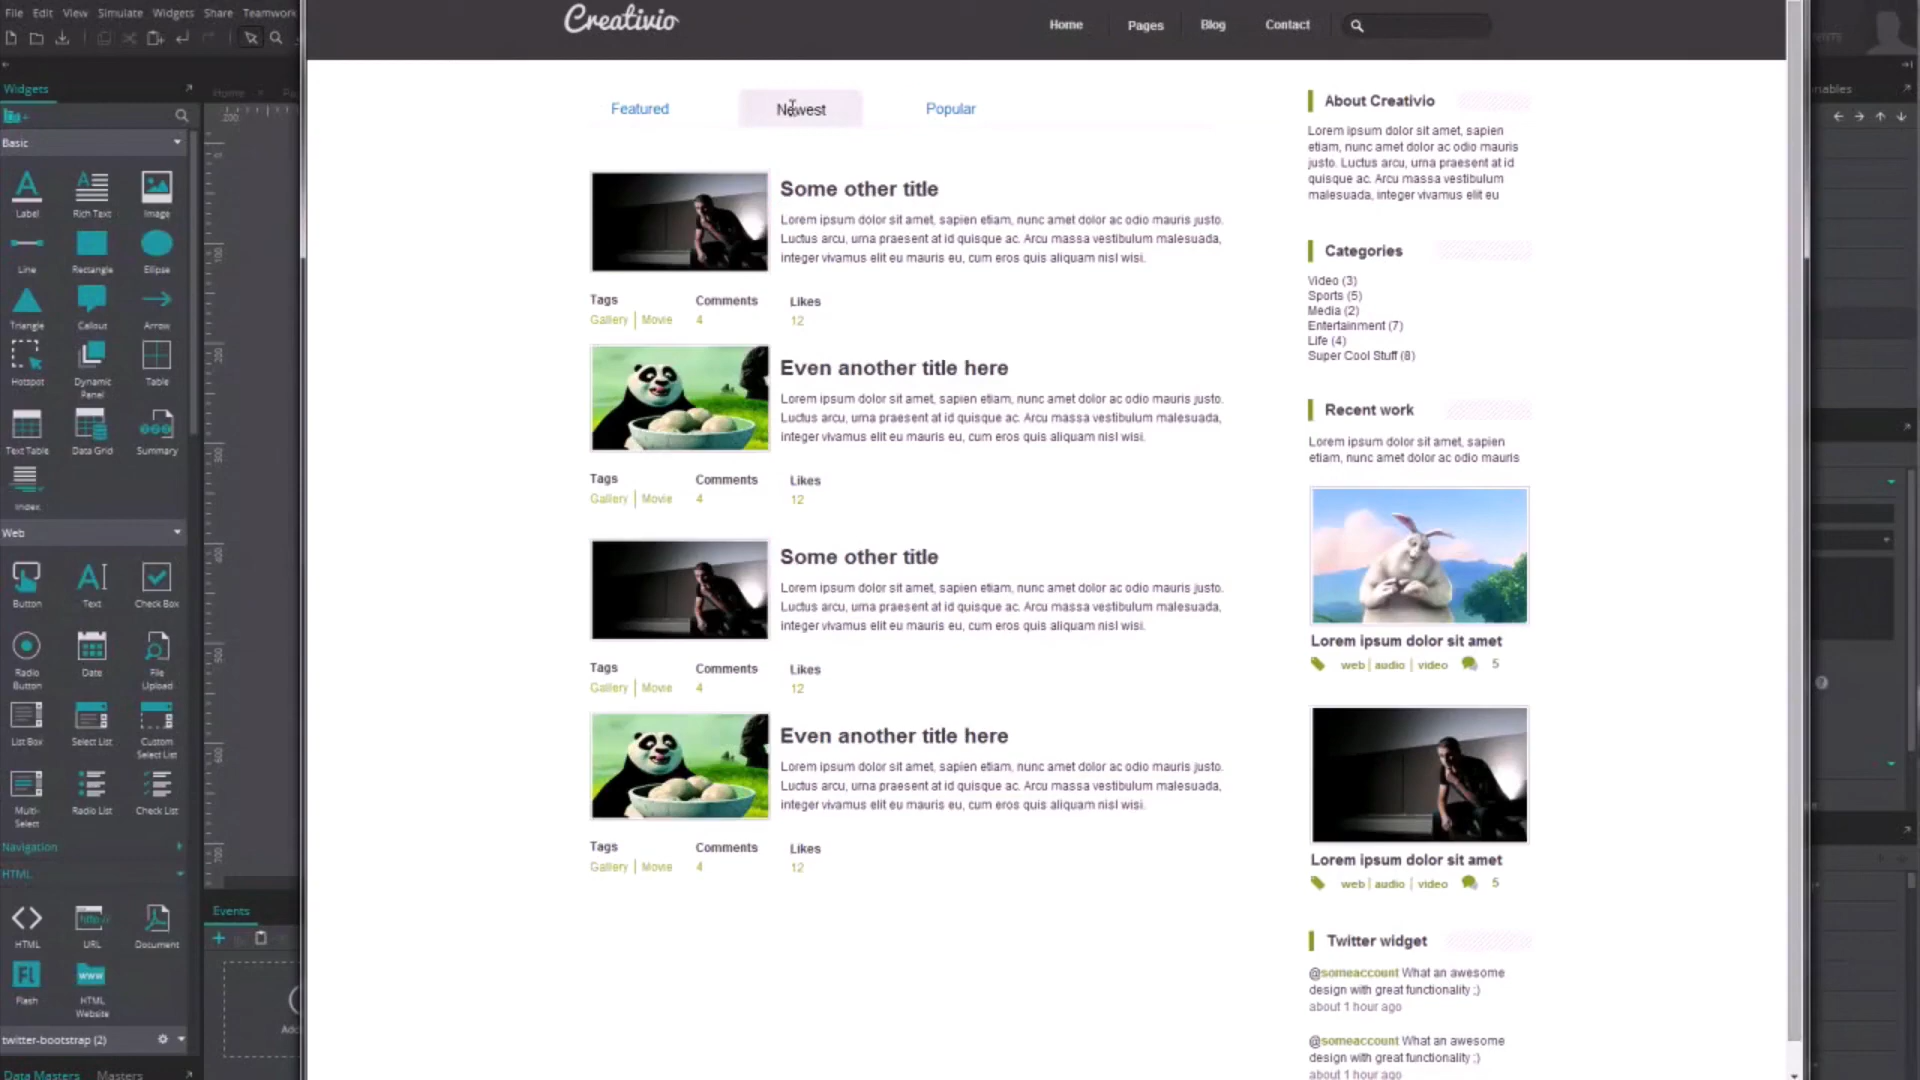 File Edit View Simulate Widgets Share Teamwork
Widgets
Basic
Label Rich Text Image
Line Rectangle Ellipse
Triangle Callout Arrow
Hotspot Dynamic Panel Table
Text Table Data Grid Summary
Index
Web
Button Text Check Box
Radio Button Date File Upload
List Box Select List Custom Select List
Multi-Select Radio List Check List
Navigation
HTML
HTML URL Document
Flash HTML Website
twitter-bootstrap (2)
Data Masters Masters
Home
Events
Creativio
Home Pages Blog Contact
Featured Newest Popular
Some other title
Lorem ipsum dolor sit amet, sapien etiam, nunc amet dolor ac odio mauris justo.
Luctus arcu, urna praesent at id quisque ac. Arcu massa vestibulum malesuada,
integer vivamus elit eu mauris eu, cum eros quis aliquam nisl wisi.
Tags Comments Likes
Gallery | Movie 4 12
Even another title here
Lorem ipsum dolor sit amet, sapien etiam, nunc amet dolor ac odio mauris justo.
Luctus arcu, urna praesent at id quisque ac. Arcu massa vestibulum malesuada,
integer vivamus elit eu mauris eu, cum eros quis aliquam nisl wisi.
Tags Comments Likes
Gallery | Movie 4 12
Some other title
Lorem ipsum dolor sit amet, sapien etiam, nunc amet dolor ac odio mauris justo.
Luctus arcu, urna praesent at id quisque ac. Arcu massa vestibulum malesuada,
integer vivamus elit eu mauris eu, cum eros quis aliquam nisl wisi.
Tags Comments Likes
Gallery | Movie 4 12
Even another title here
Lorem ipsum dolor sit amet, sapien etiam, nunc amet dolor ac odio mauris justo.
Luctus arcu, urna praesent at id quisque ac. Arcu massa vestibulum malesuada,
integer vivamus elit eu mauris eu, cum eros quis aliquam nisl wisi.
Tags Comments Likes
Gallery | Movie 4 12
About Creativio
Lorem ipsum dolor sit amet, sapien
etiam, nunc amet dolor ac odio mauris
justo. Luctus arcu, urna praesent at id
quisque ac. Arcu massa vestibulum
malesuada, integer vivamus elit eu
Categories
Video (3)
Sports (5)
Media (2)
Entertainment (7)
Life (4)
Super Cool Stuff (8)
Recent work
Lorem ipsum dolor sit amet, sapien
etiam, nunc amet dolor ac odio mauris
Lorem ipsum dolor sit amet
web | audio | video 5
Lorem ipsum dolor sit amet
web | audio | video 5
Twitter widget
@someaccount What an awesome
design with great functionality ;)
about 1 hour ago
@someaccount What an awesome
design with great functionality ;)
about 1 hour ago